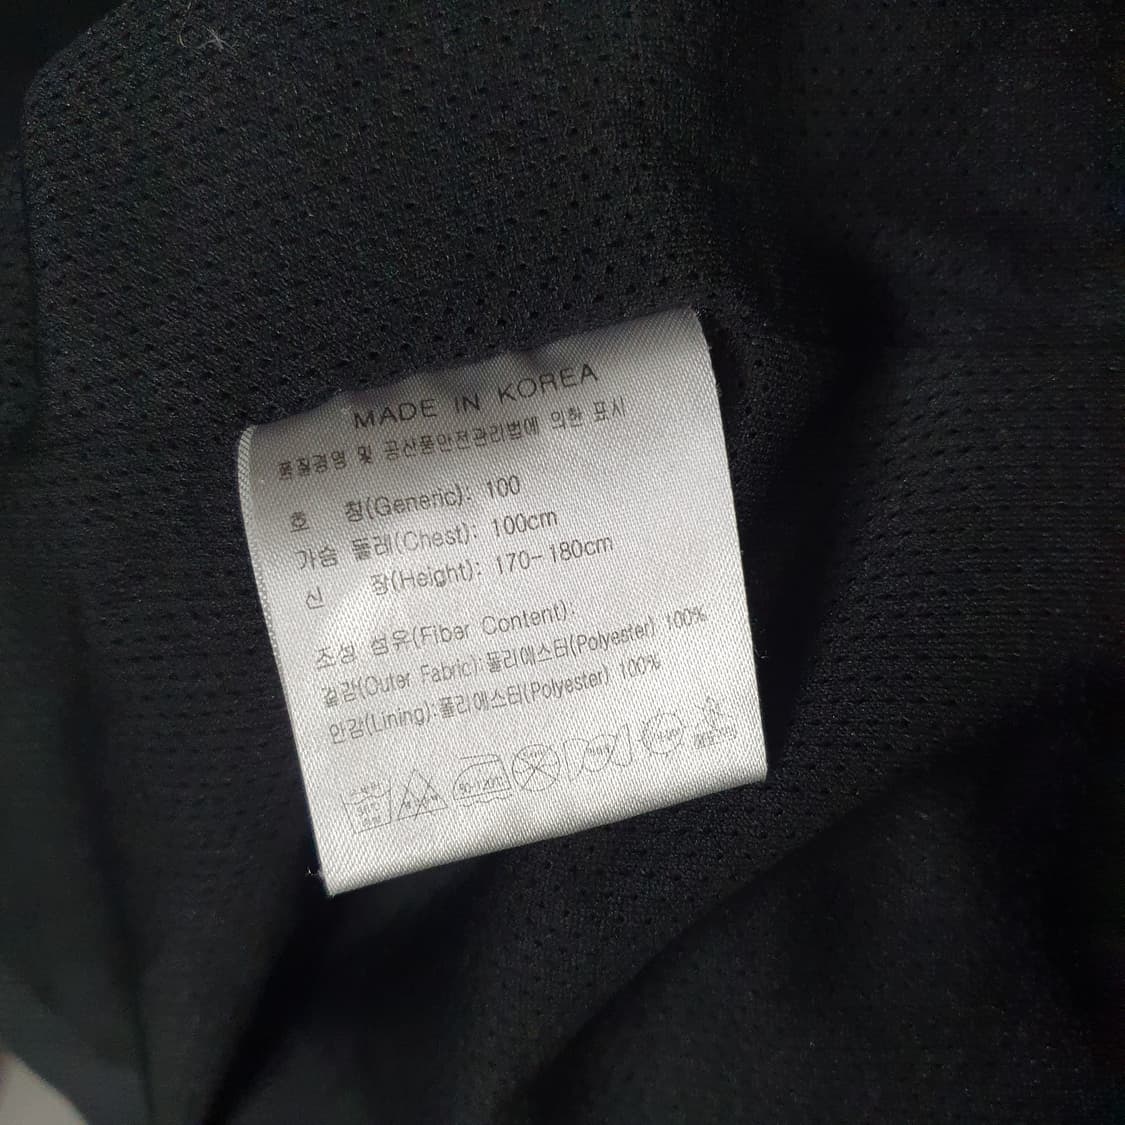 MADE IN KOREA
품질경영 및 공산품안전관리법에 의한 표시
호 칭(Generic): 100
가슴 둘레(Chest): 100cm
신 장(Height): 170-180cm
조성 섬유(Fiber Content):
겉감(Outer Fabric):폴리에스터(Polyester) 100%
안감(Lining):폴리에스터(Polyester) 100%